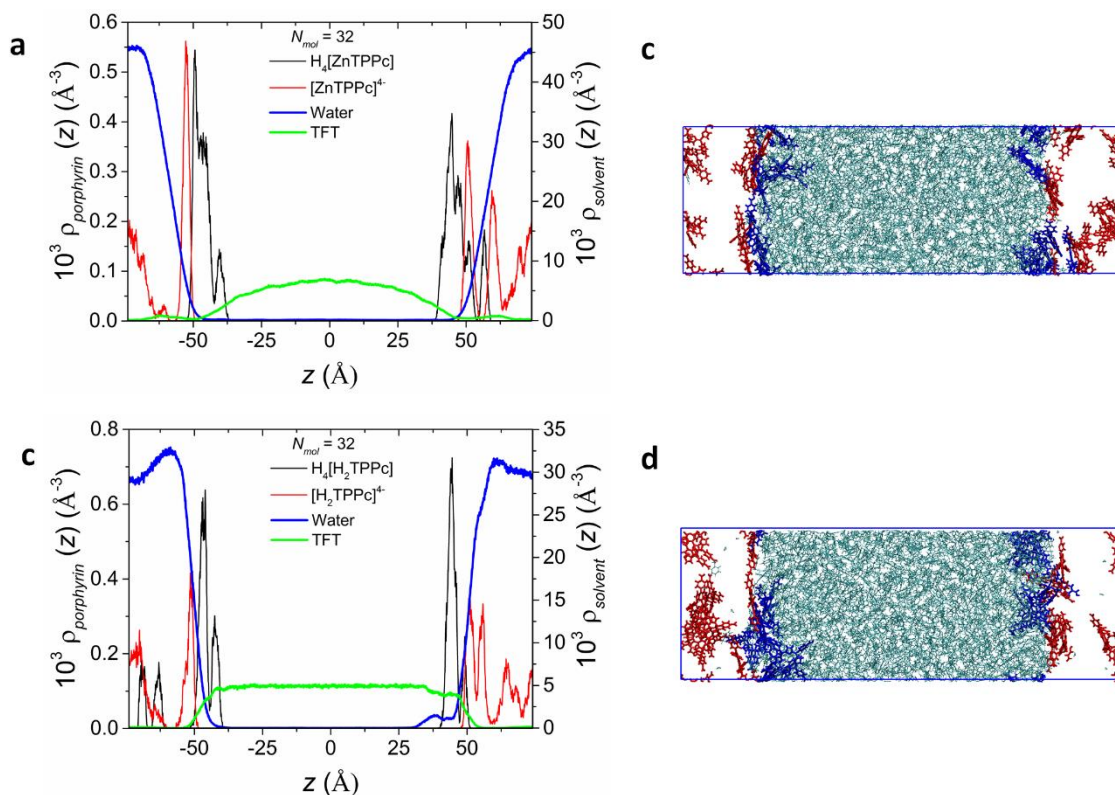 a
N_mol = 32
H₄[ZnTPPc]
[ZnTPPc]⁴⁻
Water
TFT
10³ ρ_porphyrin (z) (Å⁻³)
0.6
0.5
0.4
0.3
0.2
0.1
0.0
10³ ρ_solvent (z) (Å⁻³)
50
40
30
20
10
0
-50 -25 0 25 50
z (Å)
c
c
N_mol = 32
H₄[H₂TPPc]
[H₂TPPc]⁴⁻
Water
TFT
10³ ρ_porphyrin (z) (Å⁻³)
0.8
0.6
0.4
0.2
0.0
10³ ρ_solvent (z) (Å⁻³)
35
30
25
20
15
10
5
0
-50 -25 0 25 50
z (Å)
d